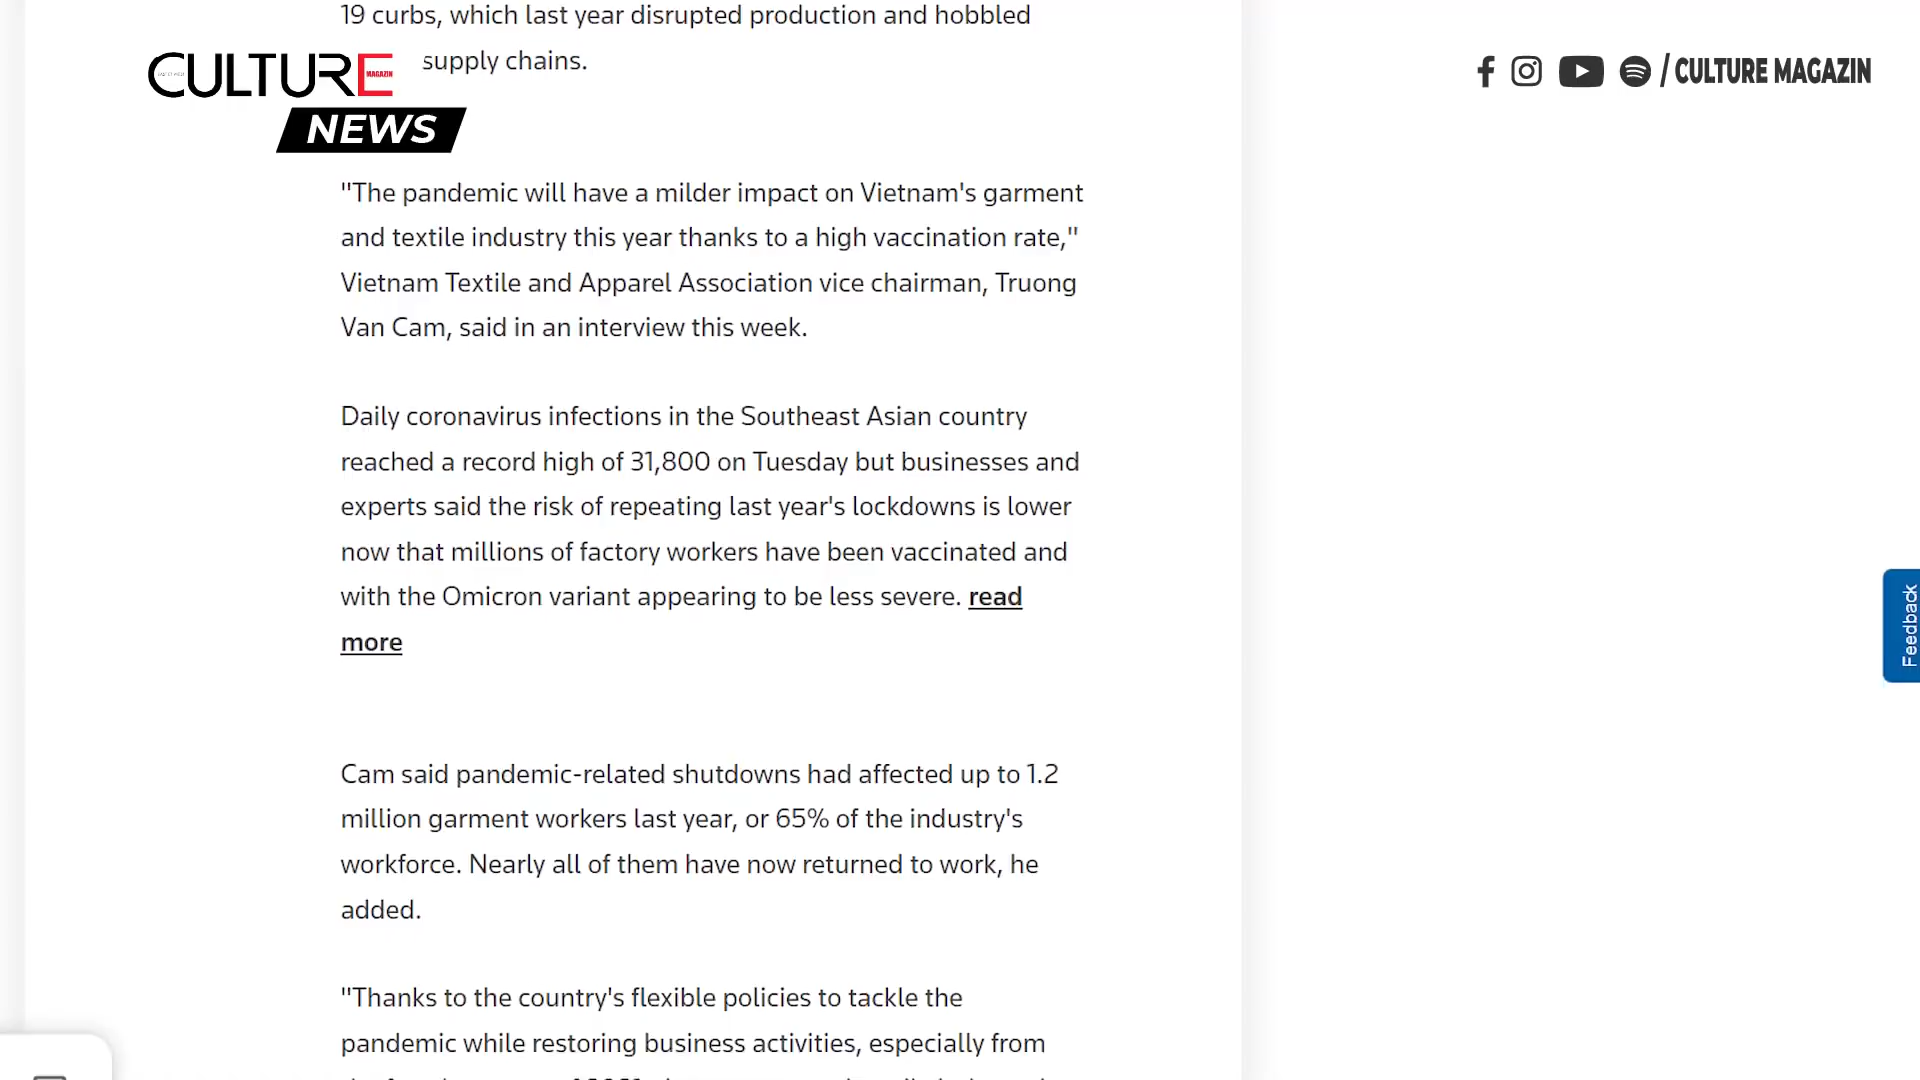 19 curbs, which last year disrupted production and hobbled
supply chains.
CULTURE
MAGAZIN
NEWS
/ CULTURE MAGAZIN
"The pandemic will have a milder impact on Vietnam's garment
and textile industry this year thanks to a high vaccination rate,"
Vietnam Textile and Apparel Association vice chairman, Truong
Van Cam, said in an interview this week.
Daily coronavirus infections in the Southeast Asian country
reached a record high of 31,800 on Tuesday but businesses and
experts said the risk of repeating last year's lockdowns is lower
now that millions of factory workers have been vaccinated and
with the Omicron variant appearing to be less severe. read
more
Feedback
Cam said pandemic-related shutdowns had affected up to 1.2
million garment workers last year, or 65% of the industry's
workforce. Nearly all of them have now returned to work, he
added.
"Thanks to the country's flexible policies to tackle the
pandemic while restoring business activities, especially from